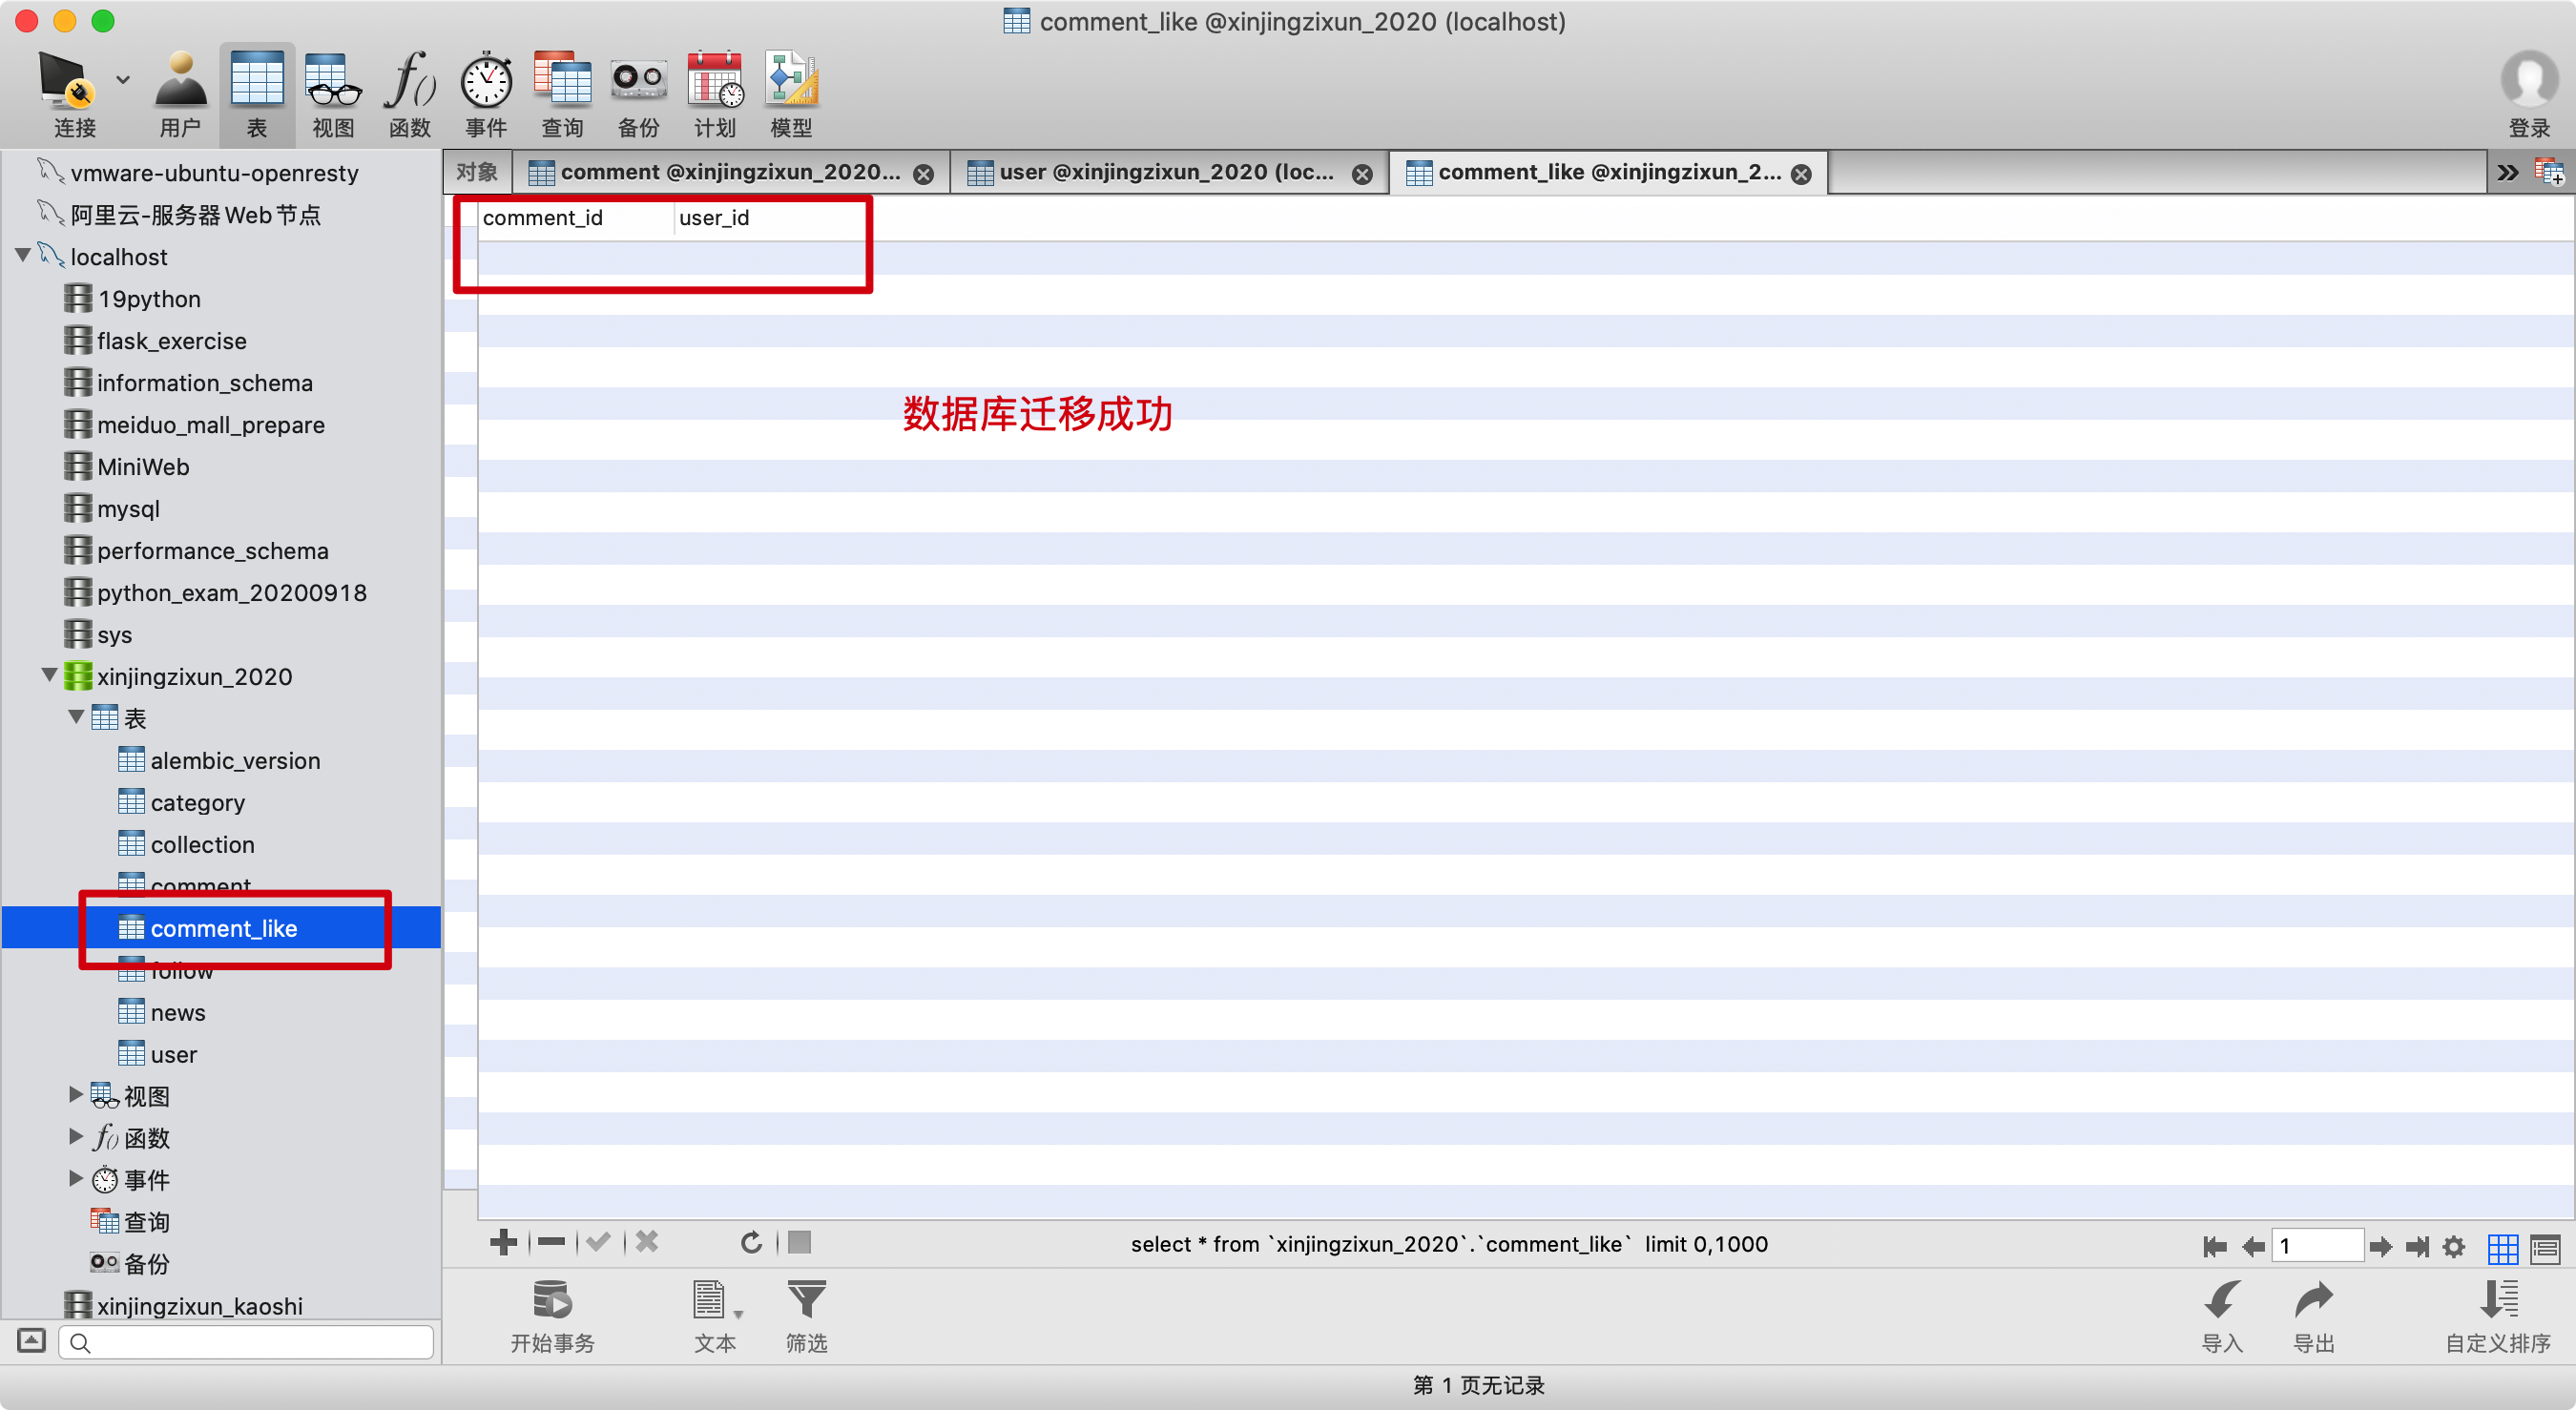 comment_like @xinjingzixun_2020 (localhost)
连接
用户
表
视图
函数
事件
查询
备份
计划
模型
登录
vmware-ubuntu-openresty
阿里云-服务器Web节点
localhost
19python
flask_exercise
information_schema
meiduo_mall_prepare
MiniWeb
mysql
performance_schema
python_exam_20200918
sys
xinjingzixun_2020
表
alembic_version
category
collection
comment
comment_like
follow
news
user
视图
函数
事件
查询
备份
xinjingzixun_kaoshi
对象
comment @xinjingzixun_2020...
user @xinjingzixun_2020 (loc...
comment_like @xinjingzixun_2...
comment_id user_id
数据库迁移成功
select * from `xinjingzixun_2020`.`comment_like` limit 0,1000
1
开始事务
文本
筛选
导入
导出
自定义排序
第 1 页无记录